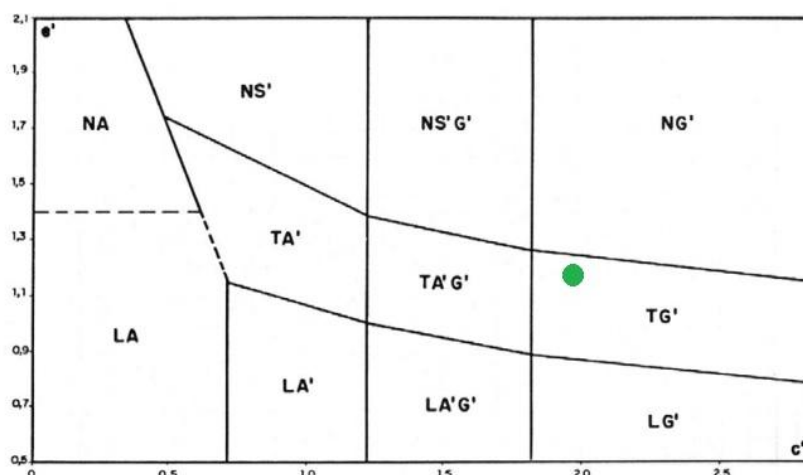 2,1
e'
1,9
NS'
NA
1,7
NS'G'
NG'
1,5
1,3
TA'
TA'G'
1,1
TG'
LA
0,9
LA'
LA'G'
0,7
LG'
0,5
0
0.5
1.0
1.5
2.0
2.5
c'